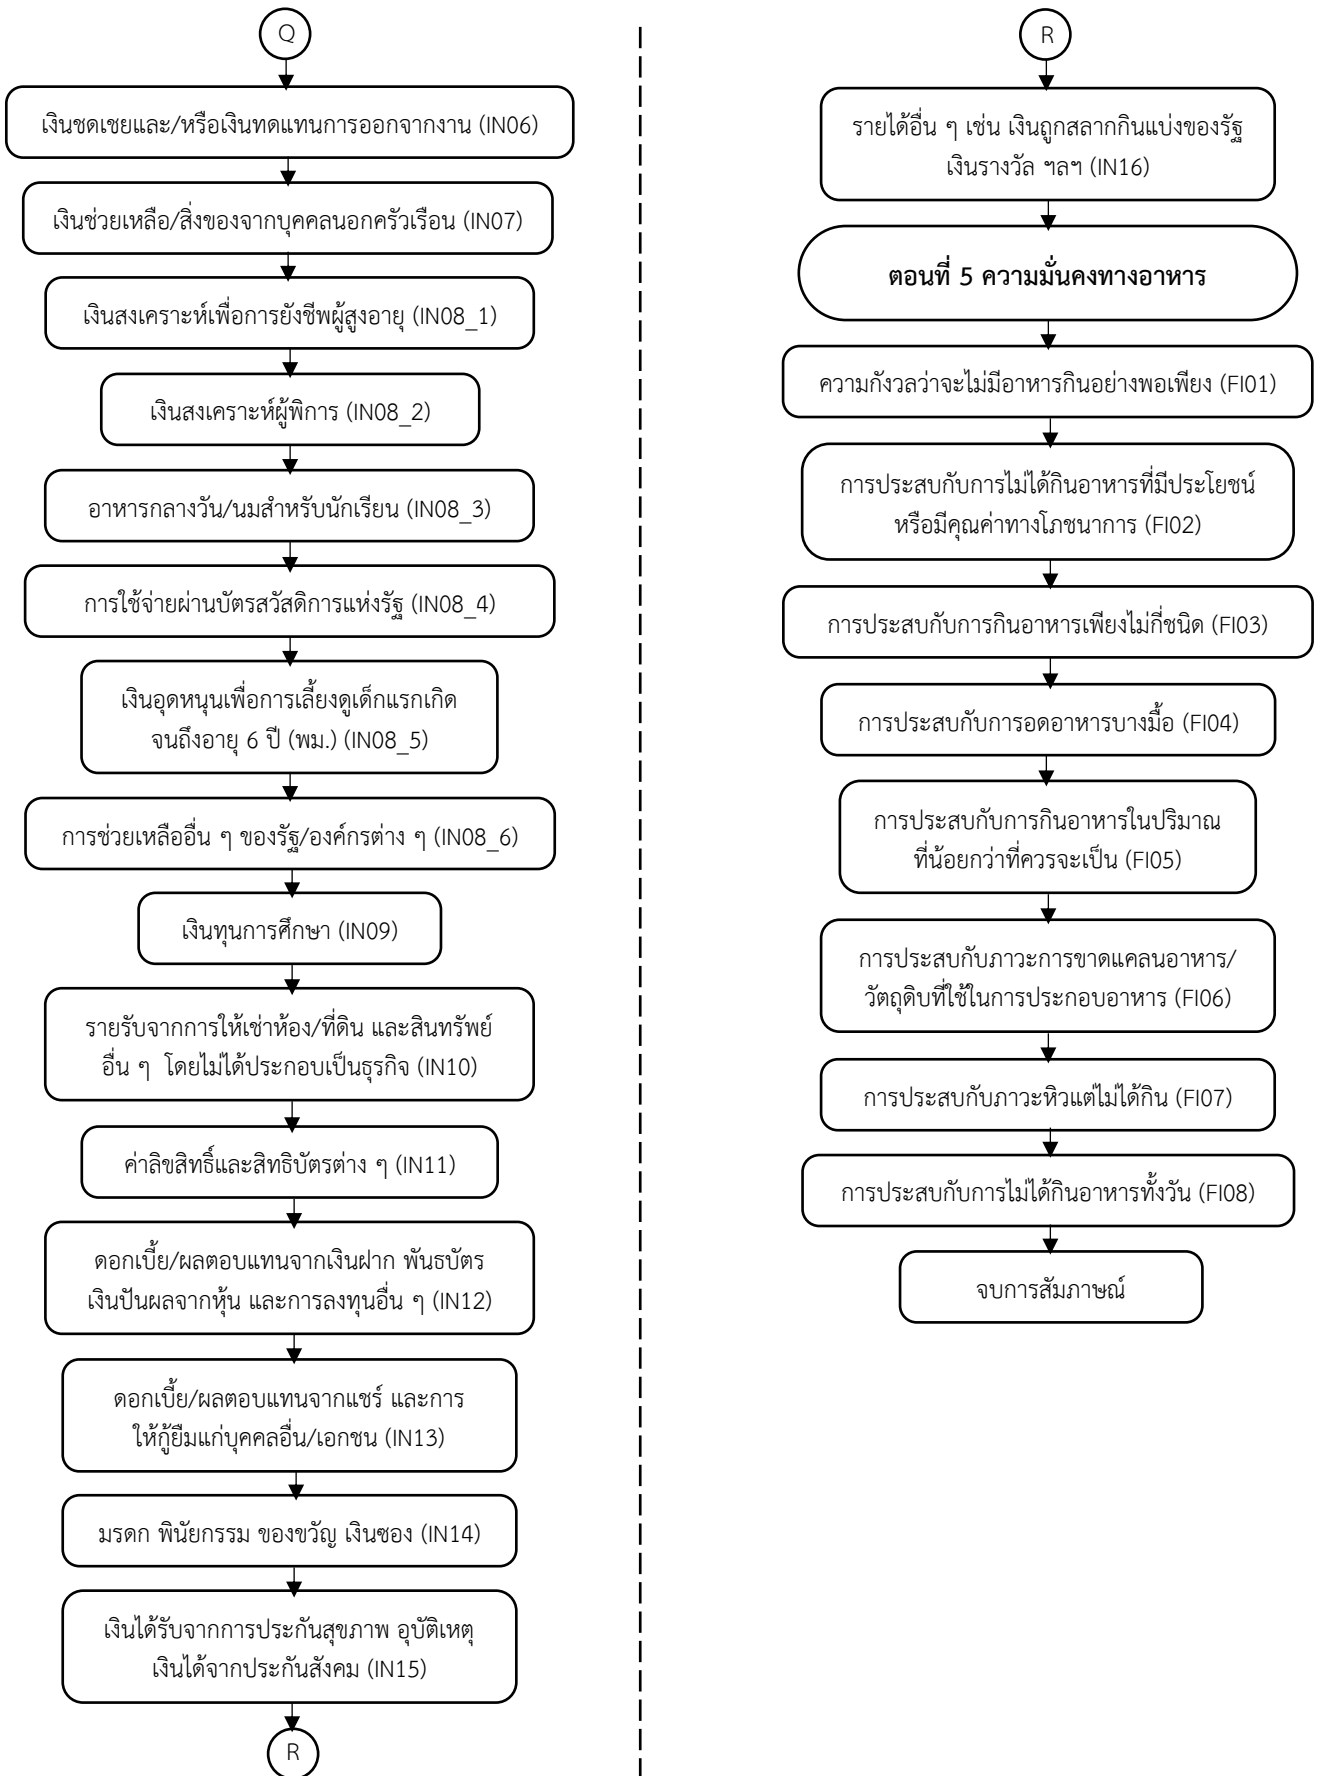 Q
เงินชดเชยและ/หรือเงินทดแทนการออกจากงาน (IN06)
เงินช่วยเหลือ/สิ่งของจากบุคคลนอกครัวเรือน (IN07)
เงินสงเคราะห์เพื่อการยังชีพผู้สูงอายุ (IN08_1)
เงินสงเคราะห์ผู้พิการ (IN08_2)
อาหารกลางวัน/นมสำหรับนักเรียน (IN08_3)
การใช้จ่ายผ่านบัตรสวัสดิการแห่งรัฐ (IN08_4)
เงินอุดหนุนเพื่อการเลี้ยงดูเด็กแรกเกิด
จนถึงอายุ 6 ปี (พม.) (IN08_5)
การช่วยเหลืออื่น ๆ ของรัฐ/องค์กรต่าง ๆ (IN08_6)
เงินทุนการศึกษา (IN09)
รายรับจากการให้เช่าห้อง/ที่ดิน และสินทรัพย์
อื่น ๆ โดยไม่ได้ประกอบเป็นธุรกิจ (IN10)
ค่าลิขสิทธิ์และสิทธิบัตรต่าง ๆ (IN11)
ดอกเบี้ย/ผลตอบแทนจากเงินฝาก พันธบัตร
เงินปันผลจากหุ้น และการลงทุนอื่น ๆ (IN12)
ดอกเบี้ย/ผลตอบแทนจากแชร์ และการ
ให้กู้ยืมแก่บุคคลอื่น/เอกชน (IN13)
มรดก พินัยกรรม ของขวัญ เงินซอง (IN14)
เงินได้รับจากการประกันสุขภาพ อุบัติเหตุ
เงินได้จากประกันสังคม (IN15)
R
R
รายได้อื่น ๆ เช่น เงินถูกสลากกินแบ่งของรัฐ
เงินรางวัล ฯลฯ (IN16)
ตอนที่ 5 ความมั่นคงทางอาหาร
ความกังวลว่าจะไม่มีอาหารกินอย่างพอเพียง (FI01)
การประสบกับการไม่ได้กินอาหารที่มีประโยชน์
หรือมีคุณค่าทางโภชนาการ (FI02)
การประสบกับการกินอาหารเพียงไม่กี่ชนิด (FI03)
การประสบกับการอดอาหารบางมื้อ (FI04)
การประสบกับการกินอาหารในปริมาณ
ที่น้อยกว่าที่ควรจะเป็น (FI05)
การประสบกับภาวะการขาดแคลนอาหาร/
วัตถุดิบที่ใช้ในการประกอบอาหาร (FI06)
การประสบกับภาวะหิวแต่ไม่ได้กิน (FI07)
การประสบกับการไม่ได้กินอาหารทั้งวัน (FI08)
จบการสัมภาษณ์